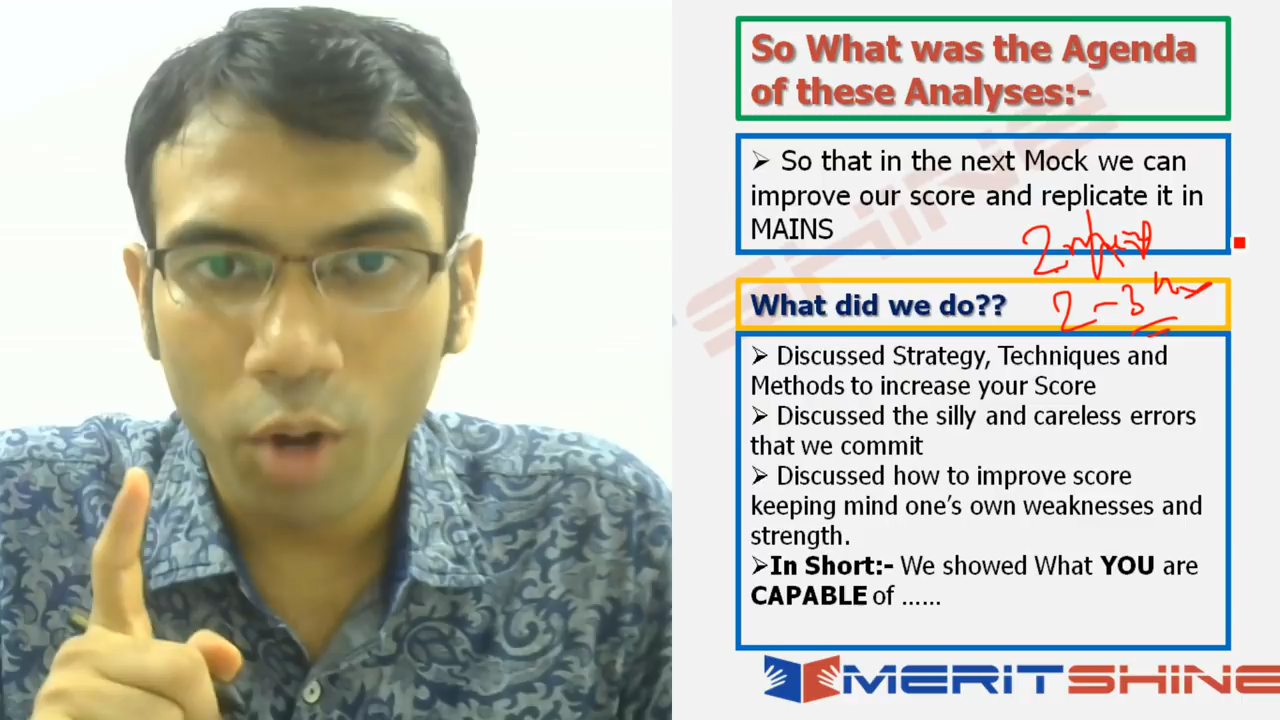 So What was the Agenda
of these Analyses:-
➢ So that in the next Mock we can
improve our score and replicate it in
MAINS
2
What did we do??
2-3
➢ Discussed Strategy, Techniques and
Methods to increase your Score
➢ Discussed the silly and careless errors
that we commit
➢ Discussed how to improve score
keeping mind one's own weaknesses and
strength.
➢In Short:- We showed What YOU are
CAPABLE of ......
MERITSHINE